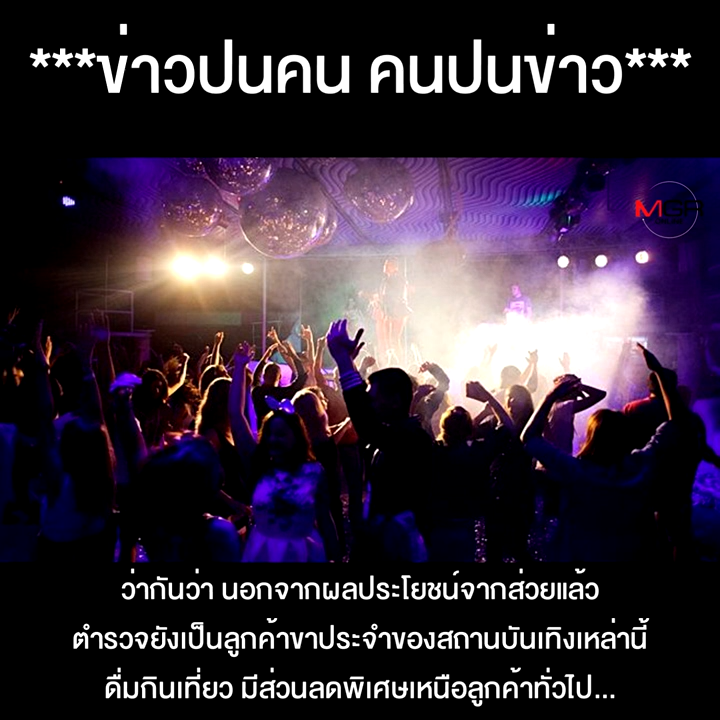 ***ข่าวปนคน คนปนข่าว***
ว่ากันว่า นอกจากผลประโยชน์จากส่วยแล้ว
ตำรวจยังเป็นลูกค้าขาประจำของสถานบันเทิงเหล่านี้
ดื่มกินเที่ยว มีส่วนลดพิเศษเหนือลูกค้าทั่วไป...